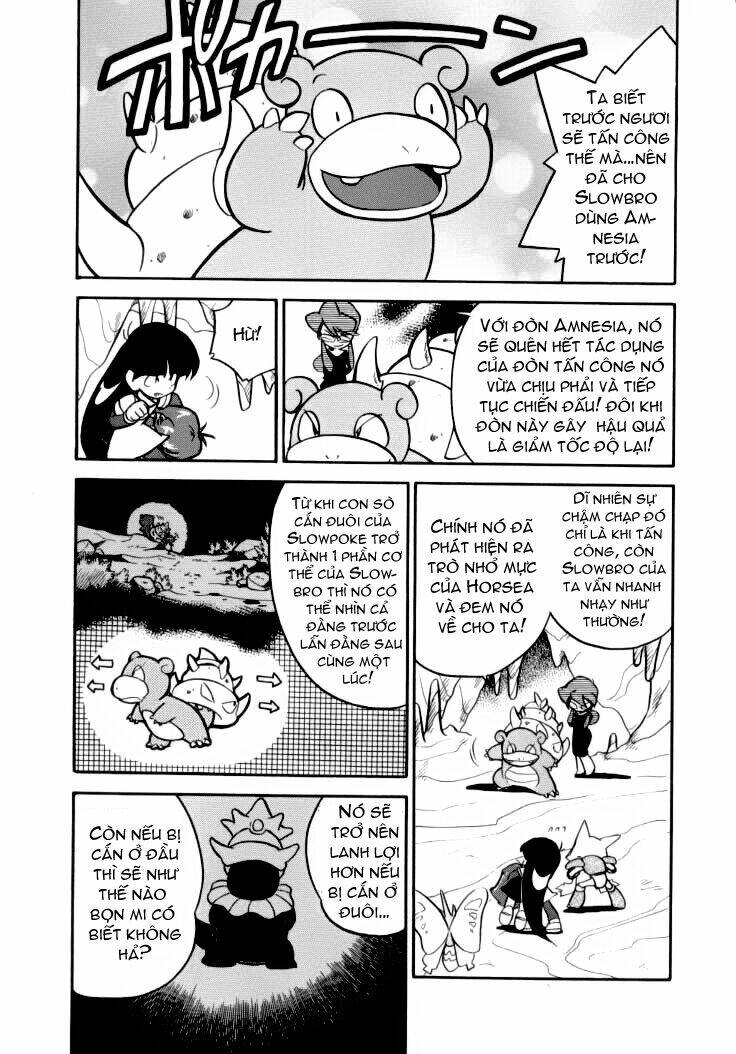 ポカーン
TA BIẾT
TRƯỚC NGƯƠI
SẼ TẤN CÔNG
THẾ MÀ...NÊN
ĐÃ CHO
SLOWBRO
DÙNG AM-
NESIA
TRƯỚC!
VỚI ĐÒN AMNESIA, NÓ
SẼ QUÊN HẾT TÁC DỤNG
CỦA ĐÒN TẤN CÔNG NÓ
VỪA CHỊU PHẢI VÀ TIẾP
TỤC CHIẾN ĐẤU! ĐÔI KHI
ĐÒN NÀY GÂY HẬU QUẢ
LÀ GIẢM TỐC ĐỘ LẠI!
HỪ!
DĨ NHIÊN SỰ
CHẬM CHẠP ĐÓ
CHỈ LÀ KHI TẤN
CÔNG, CÒN
SLOWBRO CỦA
TA VẪN NHANH
NHẠY NHƯ
THƯỜNG!
CHÍNH NÓ ĐÃ
PHÁT HIỆN RA
TRÒ NHỔ MỰC
CỦA HORSEA
VÀ ĐEM NÓ
VỀ CHO TA!
TỪ KHI CON SÒ
CẮN ĐUÔI CỦA
SLOWPOKE TRỞ
THÀNH 1 PHẦN CƠ
THỂ CỦA SLOW-
BRO THÌ NÓ CÓ
THỂ NHÌN CẢ
ĐẰNG TRƯỚC
LẪN ĐẰNG SAU
CÙNG MỘT
LÚC!
NÓ SẼ
TRỞ NÊN
LANH LỢI
HƠN NẾU
BỊ CẮN Ở
ĐUÔI...
CÒN NẾU BỊ
CẮN Ở ĐẦU
THÌ SẼ NHƯ
THẾ NÀO
BỌN MI CÓ
BIẾT KHÔNG
HẢ?